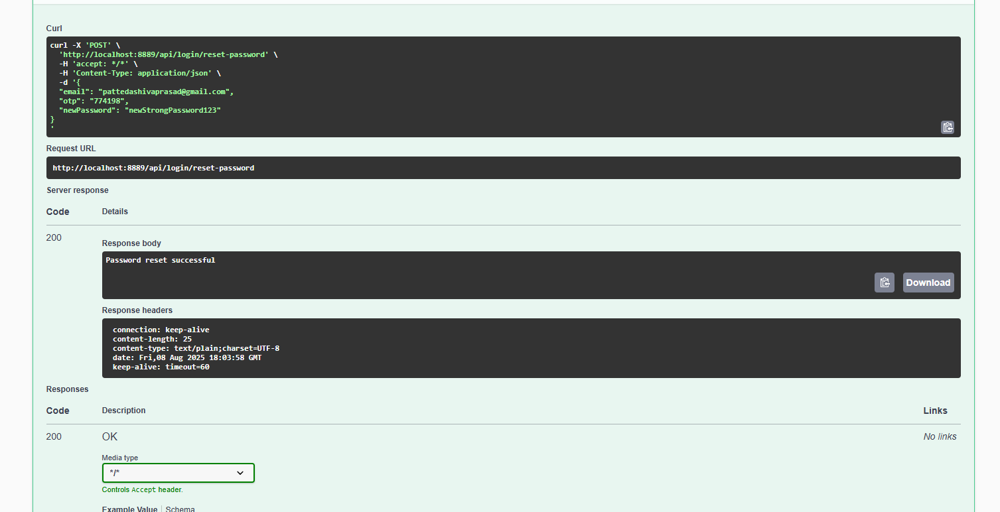 Curl
curl -X 'POST' \
'http://localhost:8889/api/login/reset-password' \
-H 'accept: */*' \
-H 'Content-Type: application/json' \
-d '{
"email": "pattedashivaprasad@gmail.com",
"otp": "774198",
"newPassword": "newStrongPassword123"
}
'
Request URL
http://localhost:8889/api/login/reset-password
Server response
Code Details
200
Response body
Password reset successful
Download
Response headers
connection: keep-alive
content-length: 25
content-type: text/plain;charset=UTF-8
date: Fri,08 Aug 2025 18:03:58 GMT
keep-alive: timeout=60
Responses
Code Description Links
200 OK No links
Media type
*/*
Controls Accept header.
Example Value Schema